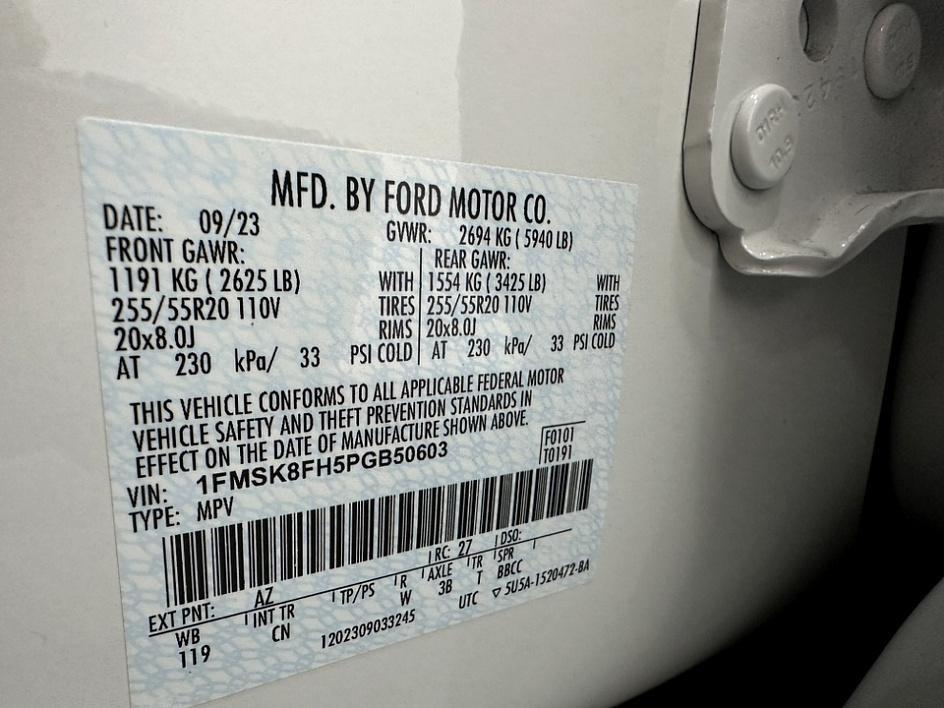 MFD. BY FORD MOTOR CO.
DATE: 09/23 GVWR: 2694 KG ( 5940 LB)
FRONT GAWR: REAR GAWR:
1191 KG ( 2625 LB) WITH 1554 KG ( 3425 LB) WITH
255/55R20 110V TIRES 255/55R20 110V TIRES
20x8.0J RIMS 20x8.0J RIMS
AT 230 kPa/ 33 PSI COLD AT 230 kPa/ 33 PSI COLD
THIS VEHICLE CONFORMS TO ALL APPLICABLE FEDERAL MOTOR
VEHICLE SAFETY AND THEFT PREVENTION STANDARDS IN
EFFECT ON THE DATE OF MANUFACTURE SHOWN ABOVE.
F0101
T0191
VIN: 1FMSK8FH5PGB50603
TYPE: MPV
EXT PNT: AZ RC: 27 DSO:
WB INT TR TP/PS R AXLE TR SPR
119 CN W 3B T BBCC
1202309033245 UTC ▽ 5U5A-1520472-BA
10.9